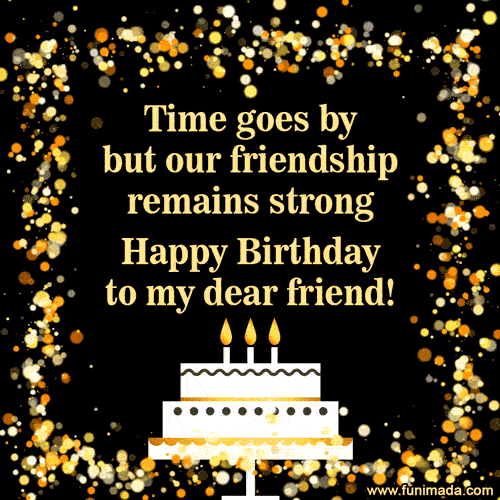 Time goes by
but our friendship
remains strong
Happy Birthday
to my dear friend!
www.funimada.com